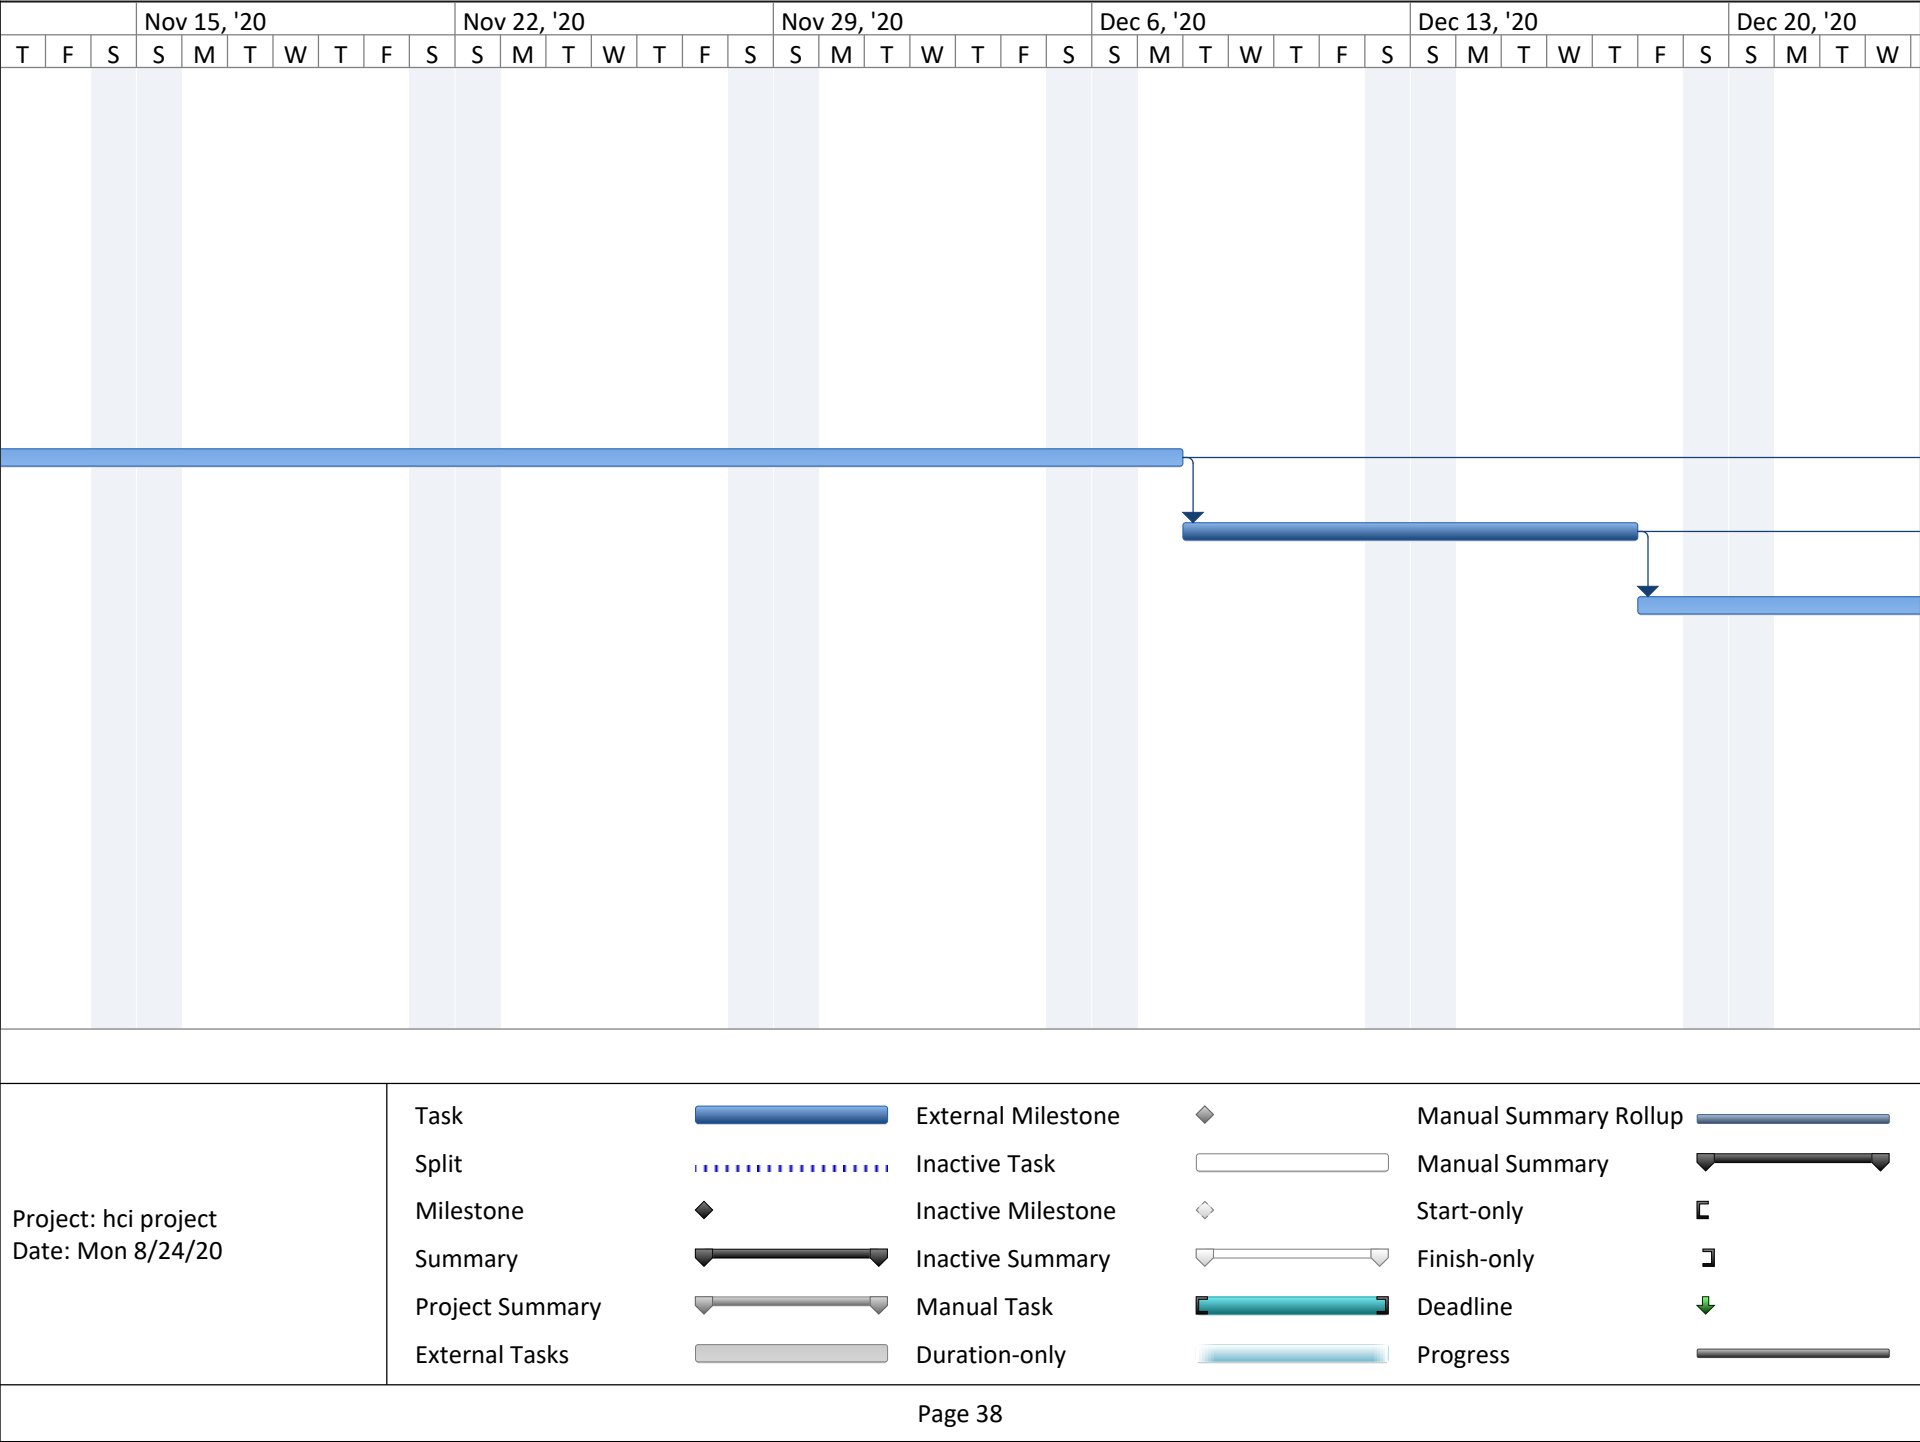 Nov 15, '20 Nov 22, '20 Nov 29, '20 Dec 6, '20 Dec 13, '20 Dec 20, '20
T F S S M T W T F S S M T W T F S S M T W T F S S M T W T F S S M T W T F S S M T W
Task External Milestone Manual Summary Rollup
Split Inactive Task Manual Summary
Milestone Inactive Milestone Start-only
Summary Inactive Summary Finish-only
Project Summary Manual Task Deadline
External Tasks Duration-only Progress
Project: hci project
Date: Mon 8/24/20
Page 38